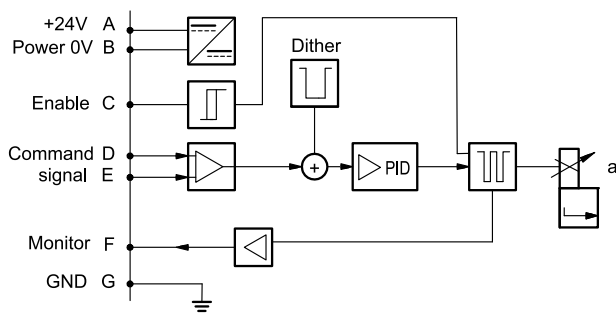 +24V A
Power 0V B
Dither
Enable C
Command D
signal E
PID
a
Monitor F
GND G